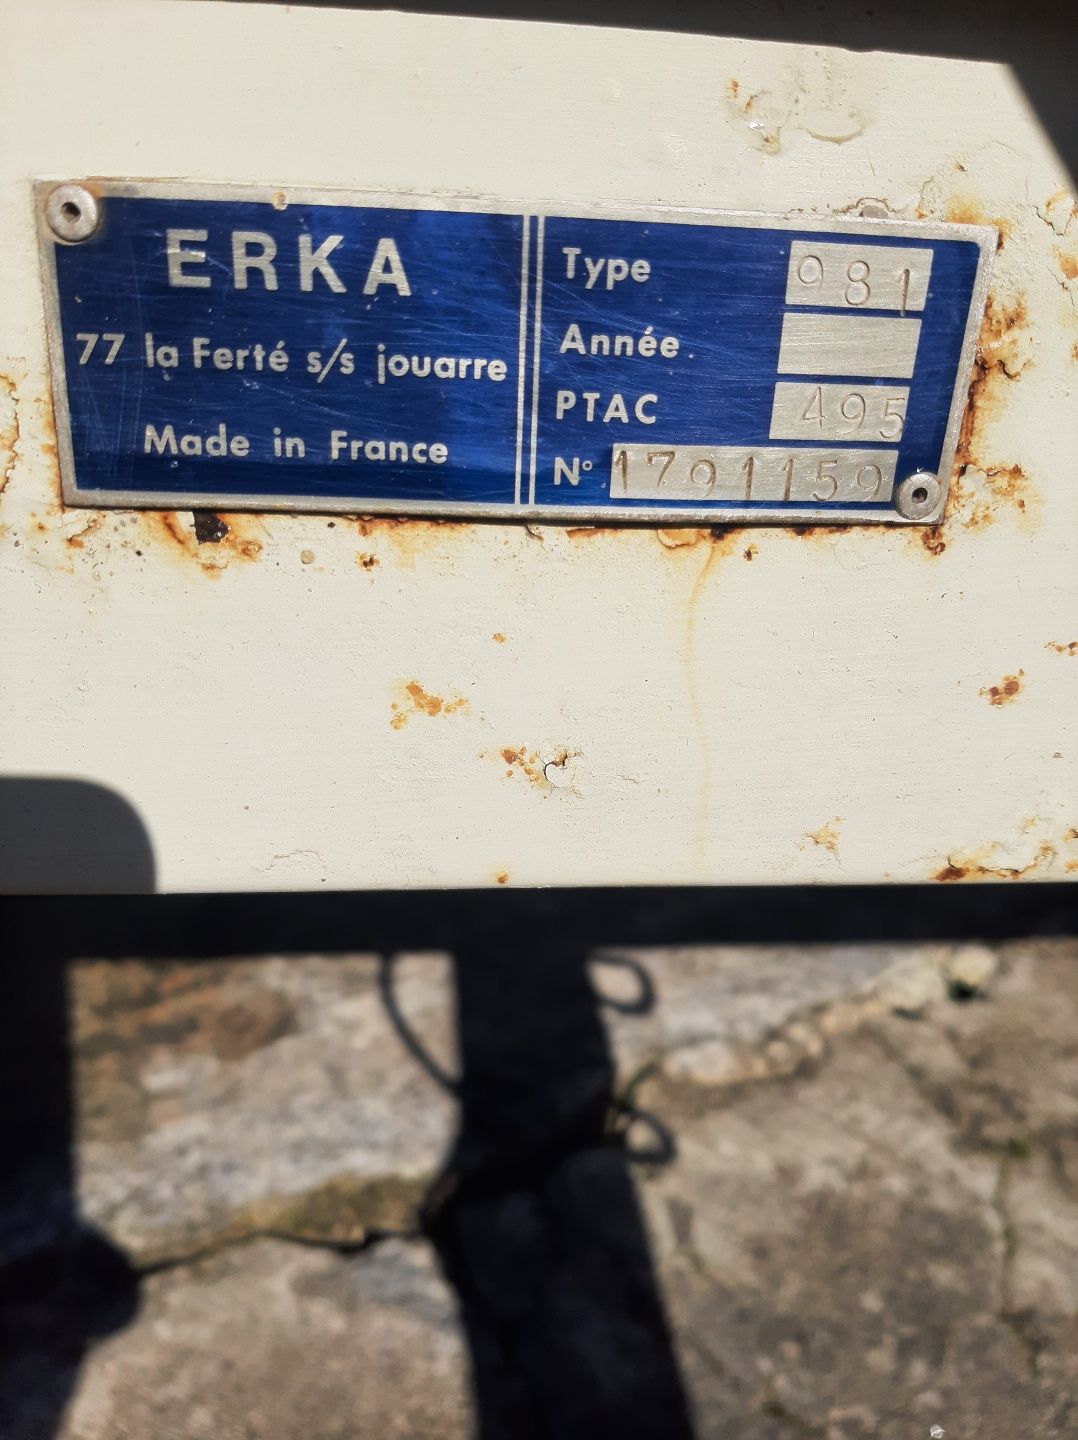 ERKA
77 la Ferté s/s jouarre
Made in France
Type 981
Année
PTAC 495
N° 1791159